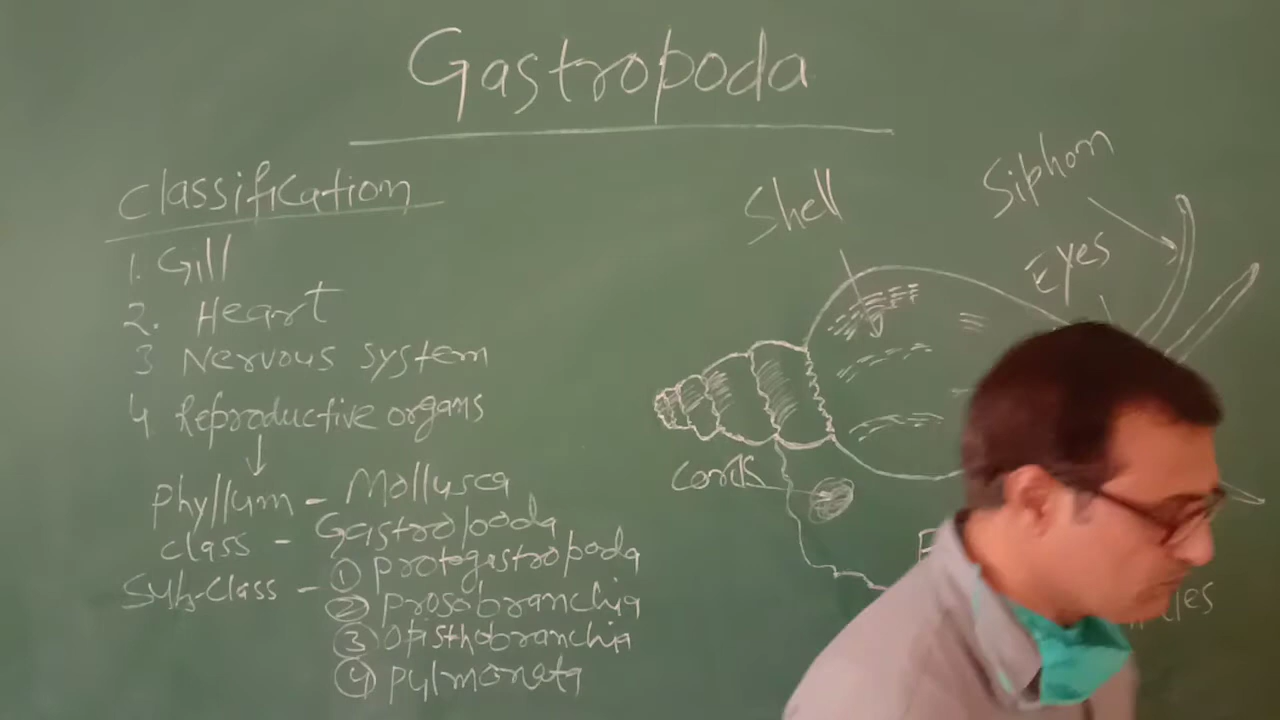 Gastropoda
Classification
1. Gill
2. Heart
3 Nervous system
4 Reproductive organs
Phyllum - Mollusca
class - Gastropoda
Sub-Class - ① protogastropoda
② prosobranchia
③ opisthobranchia
④ pulmonata
Shell
Siphon
Eyes